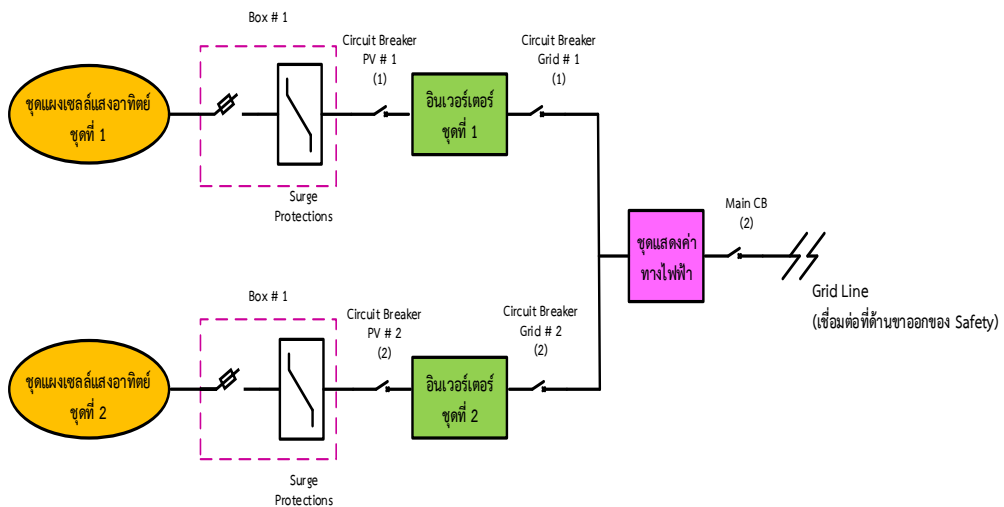 Box # 1
ชุดแผงเซลล์แสงอาทิตย์
ชุดที่ 1
Surge
Protections
Circuit Breaker
PV # 1
(1)
อินเวอร์เตอร์
ชุดที่ 1
Circuit Breaker
Grid # 1
(1)
ชุดแสดงค่า
ทางไฟฟ้า
Main CB
(2)
Grid Line
(เชื่อมต่อที่ด้านขาออกของ Safety)
Box # 1
ชุดแผงเซลล์แสงอาทิตย์
ชุดที่ 2
Surge
Protections
Circuit Breaker
PV # 2
(2)
อินเวอร์เตอร์
ชุดที่ 2
Circuit Breaker
Grid # 2
(2)